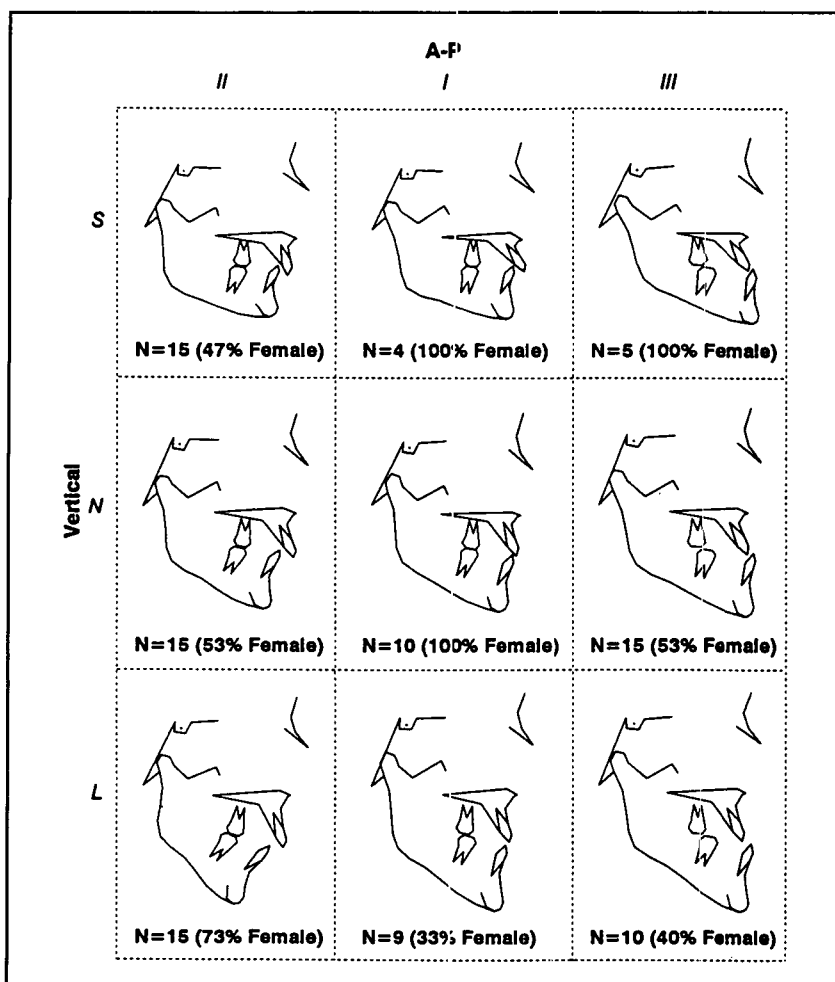 A-P
II I III
S
N=15 (47% Female) N=4 (100% Female) N=5 (100% Female)
Vertical
N
N=15 (53% Female) N=10 (100% Female) N=15 (53% Female)
L
N=15 (73% Female) N=9 (33% Female) N=10 (40% Female)